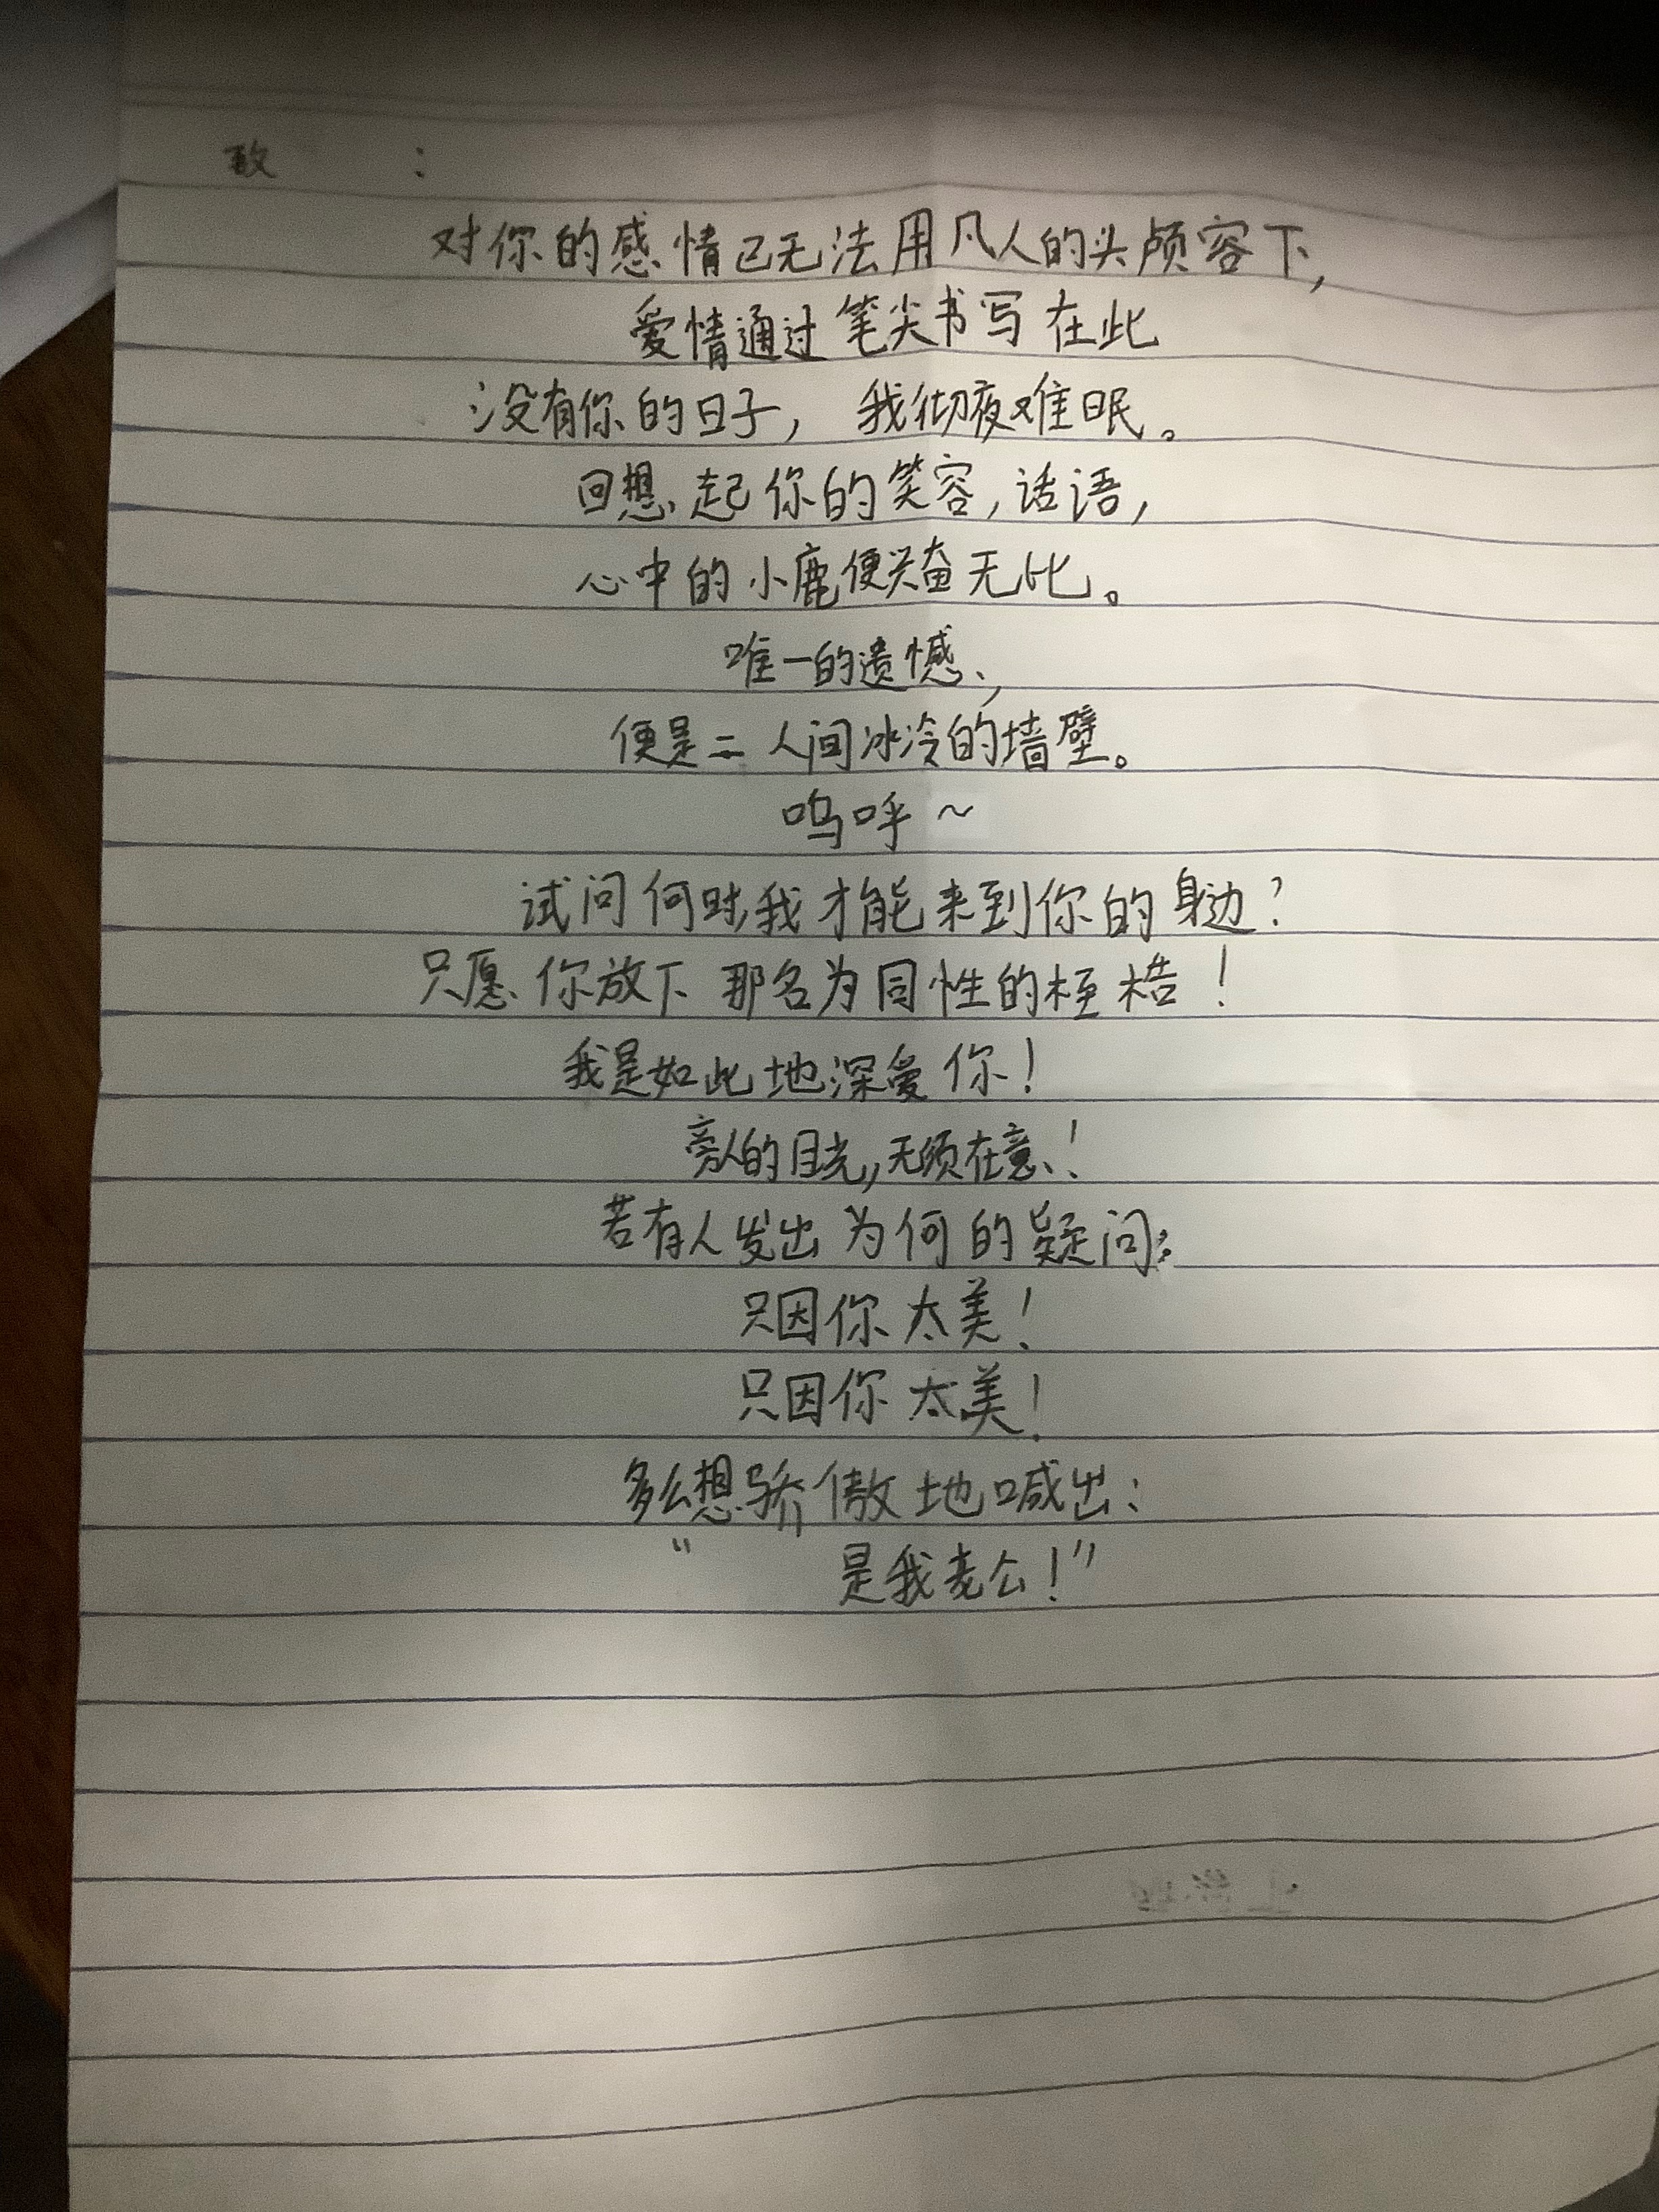 致　　：
对你的感情已无法用凡人的头颅容下，
爱情通过笔尖书写在此
没有你的日子，我彻夜难眠。
回想起你的笑容，话语，
心中的小鹿便兴奋无比。
唯一的遗憾，
便是二人间冰冷的墙壁。
呜呼～
试问何时我才能来到你的身边？
只愿你放下那名为同性的桎梏！
我是如此地深爱你！
旁人的目光，无须在意！
若有人发出为何的疑问：
只因你太美！
只因你太美！
多么想骄傲地喊出：
“　　是我老公！”